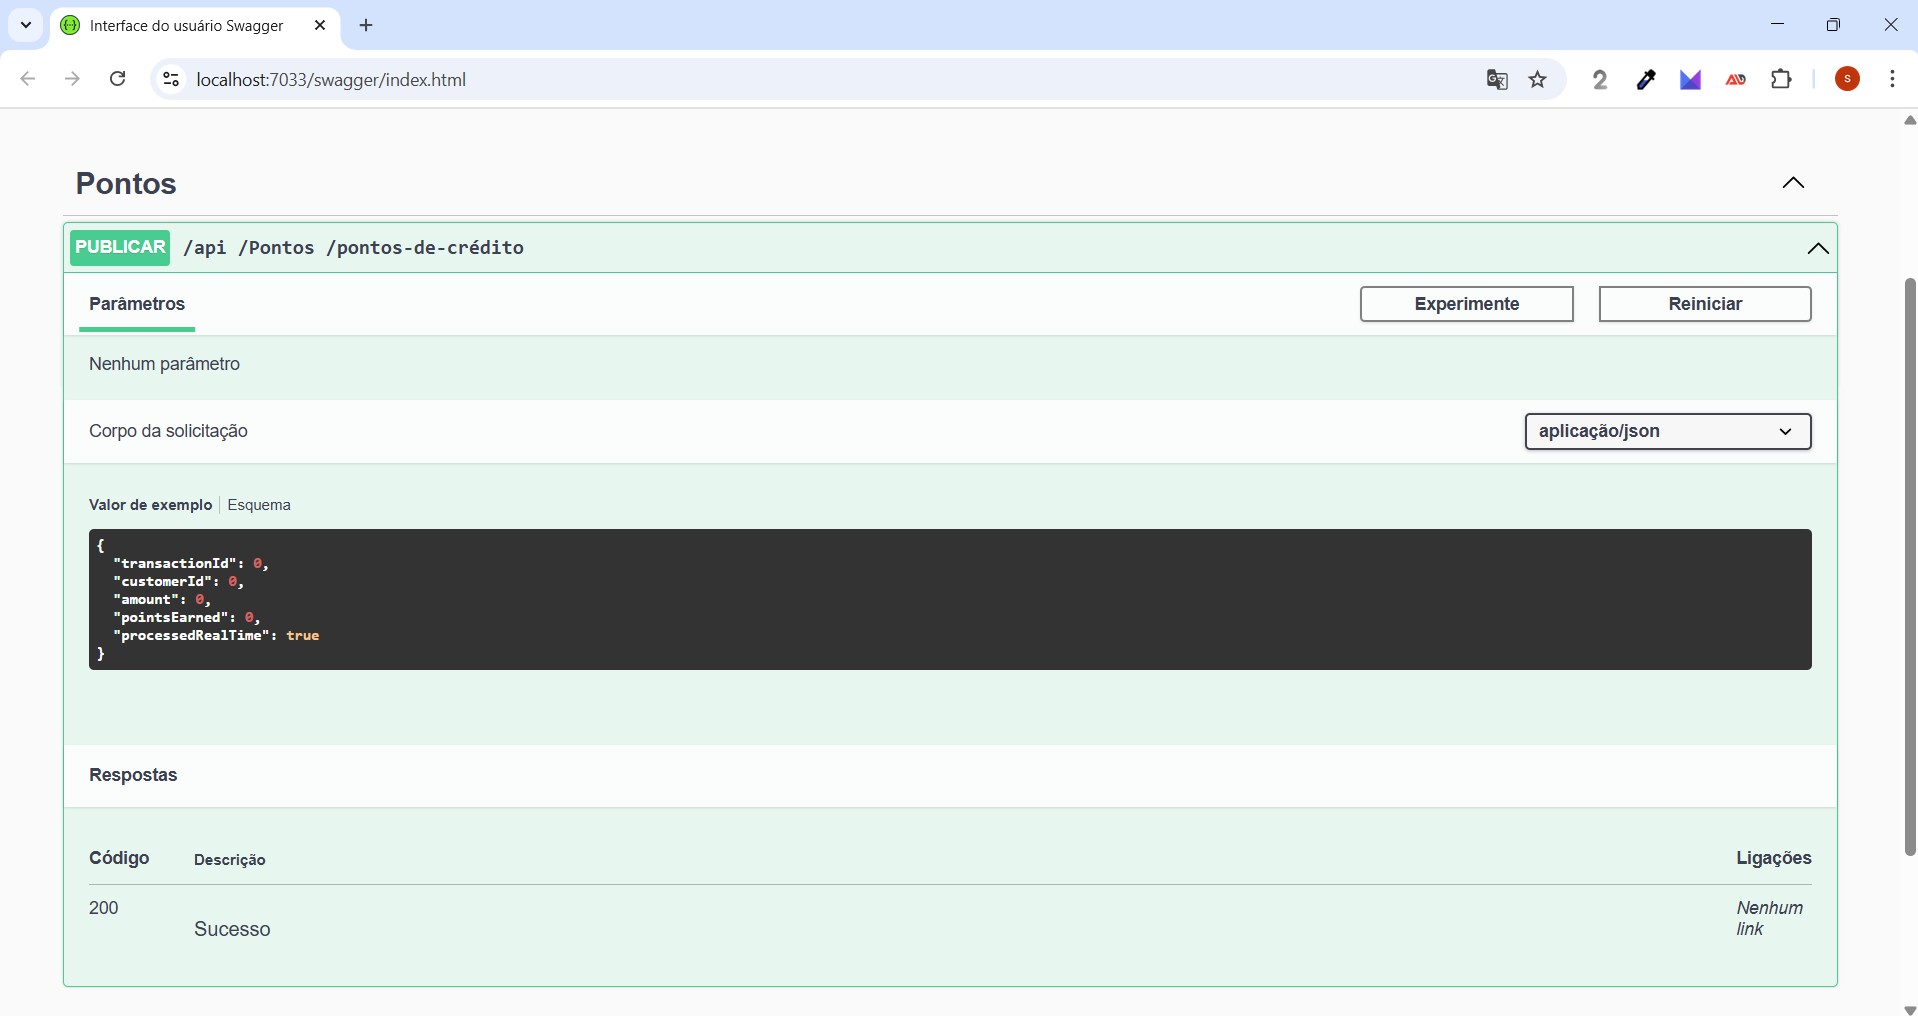 Interface do usuário Swagger
localhost:7033/swagger/index.html
S
Pontos
PUBLICAR /api /Pontos /pontos-de-crédito
Parâmetros Experimente Reiniciar
Nenhum parâmetro
Corpo da solicitação aplicação/json
Valor de exemplo Esquema
{
"transactionId": 0,
"customerId": 0,
"amount": 0,
"pointsEarned": 0,
"processedRealTime": true
}
Respostas
Código Descrição Ligações
200 Sucesso Nenhum
link